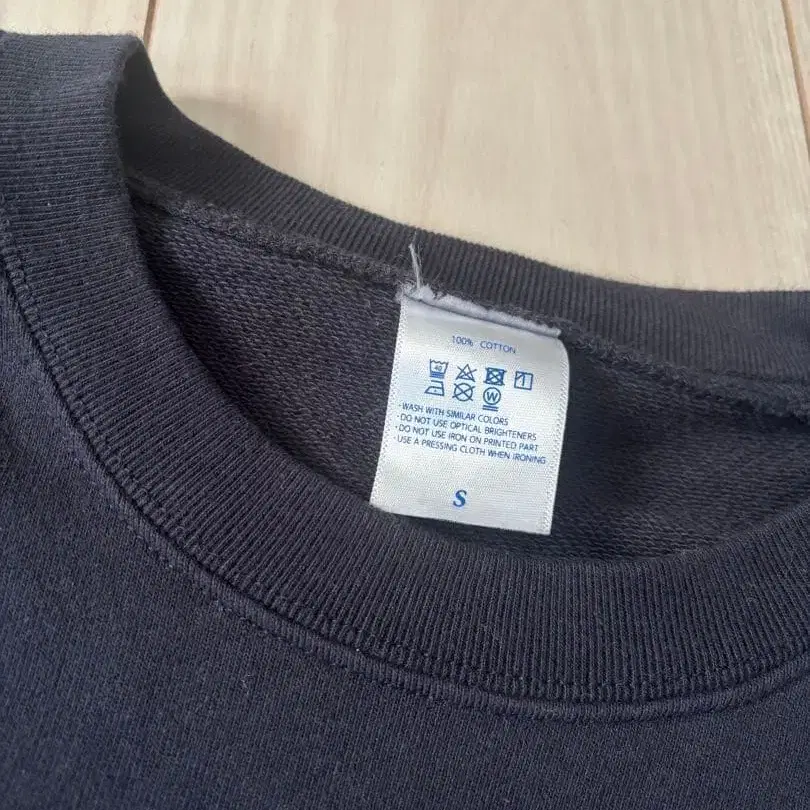 100% COTTON
40
W
· WASH WITH SIMILAR COLORS
· DO NOT USE OPTICAL BRIGHTENERS
· DO NOT USE IRON ON PRINTED PART
· USE A PRESSING CLOTH WHEN IRONING
S